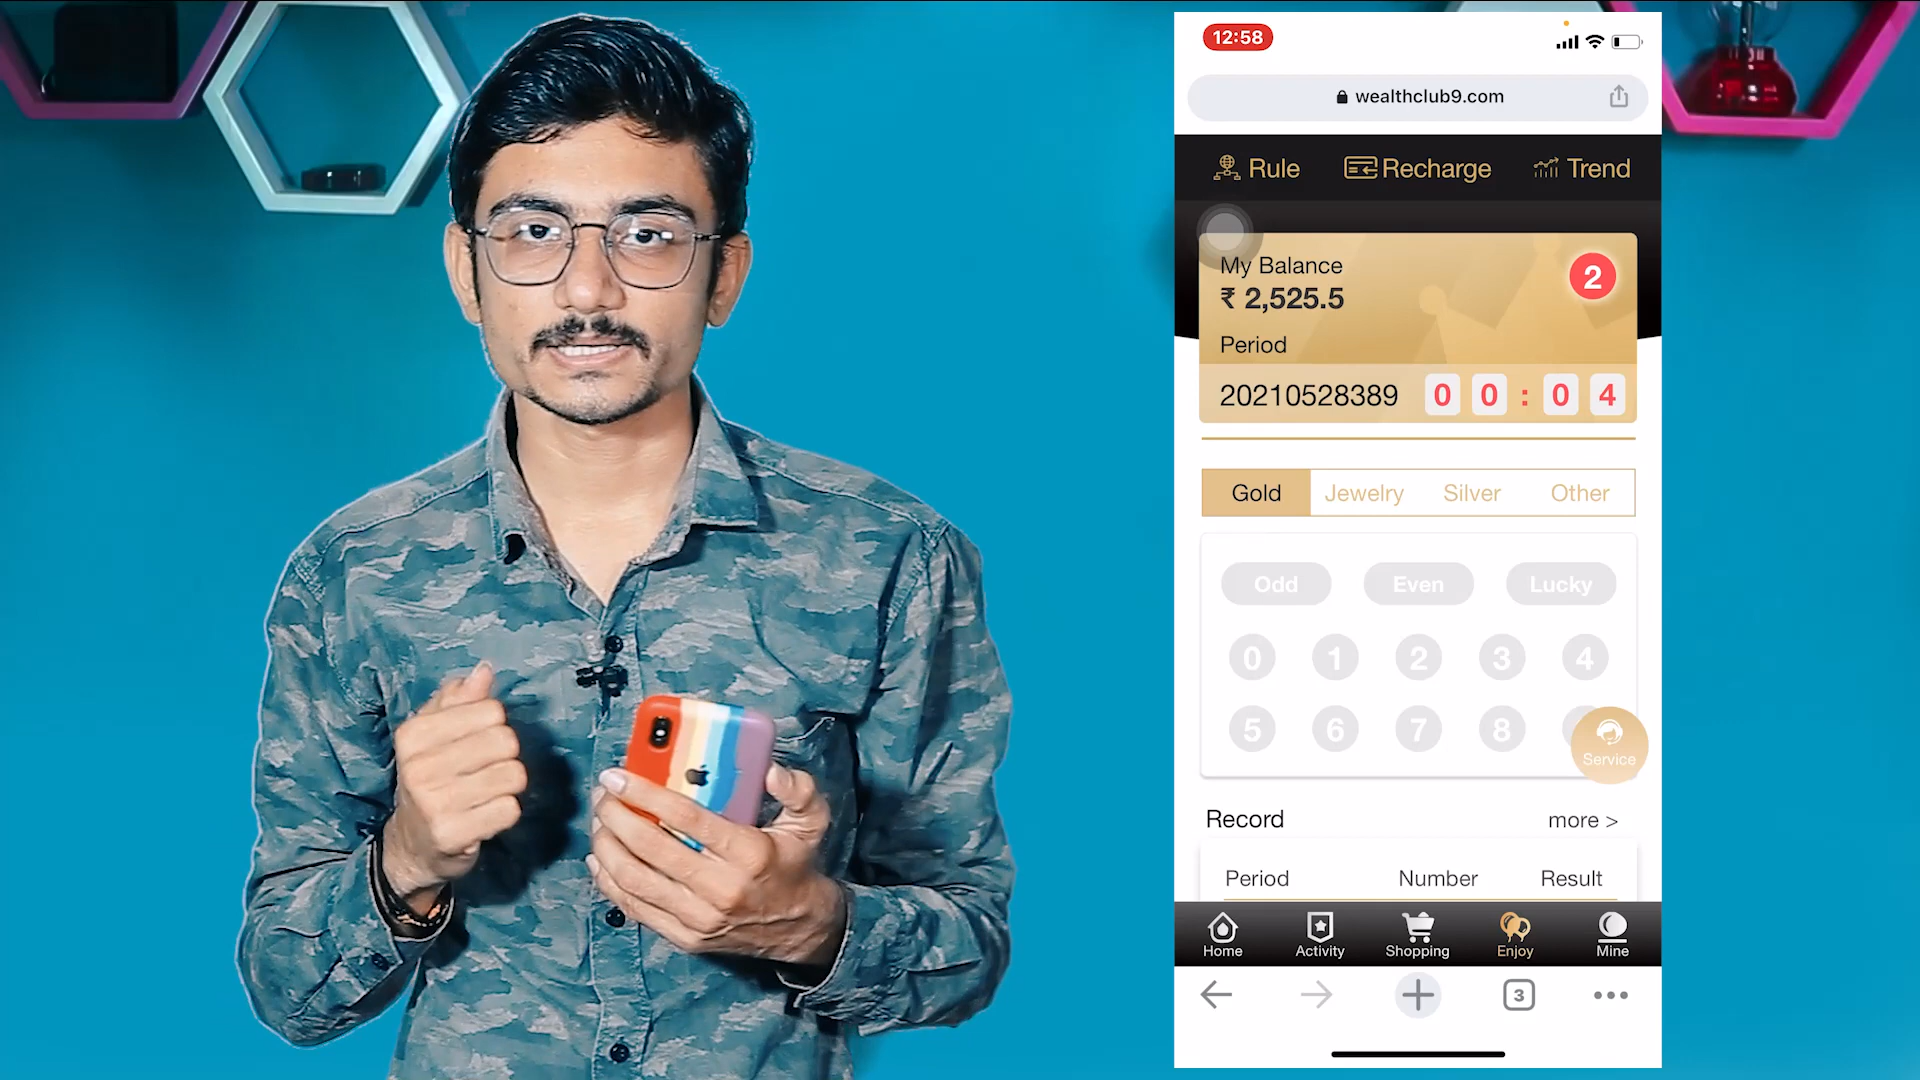 12:58
wealthclub9.com
Rule Recharge Trend
My Balance
2
₹ 2,525.5
Period
20210528389 0 0 : 0 4
Gold Jewelry Silver Other
Odd Even Lucky
0 1 2 3 4
5 6 7 8
Service
Record more >
Period Number Result
Home Activity Shopping Enjoy Mine
3